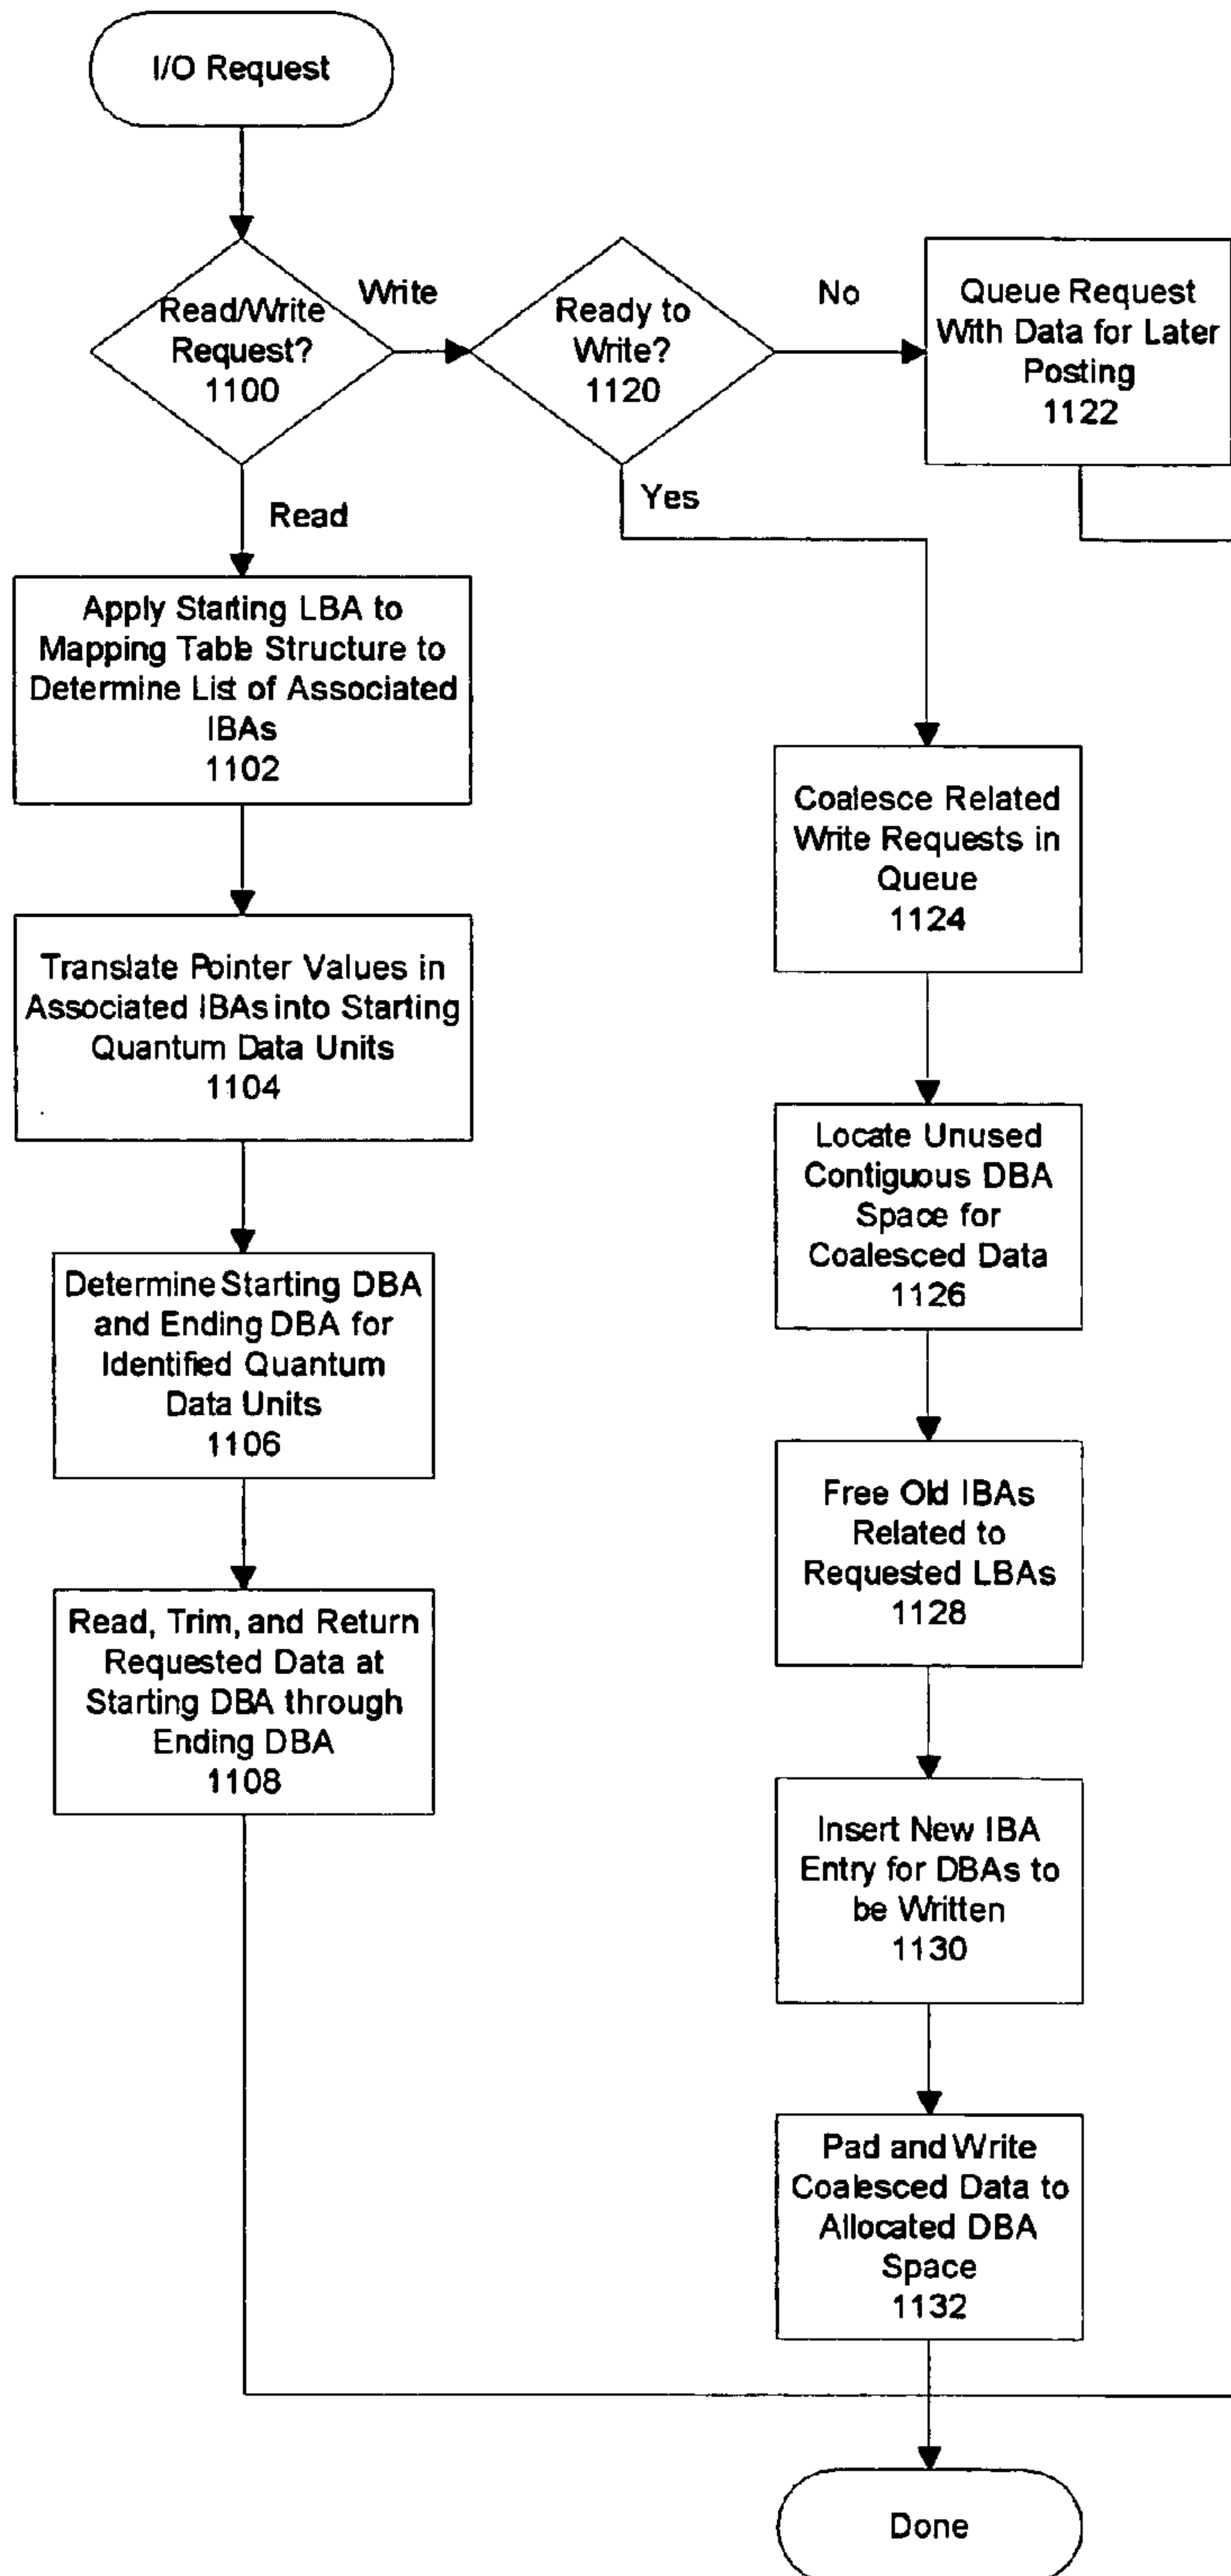 I/O Request
Read/Write
Request?
1100
Write
Ready to
Write?
1120
No
Queue Request
With Data for Later
Posting
1122
Read
Yes
Apply Starting LBA to
Mapping Table Structure to
Determine List of Associated
IBAs
1102
Translate Pointer Values in
Associated IBAs into Starting
Quantum Data Units
1104
Determine Starting DBA
and Ending DBA for
Identified Quantum
Data Units
1106
Read, Trim, and Return
Requested Data at
Starting DBA through
Ending DBA
1108
Coalesce Related
Write Requests in
Queue
1124
Locate Unused
Contiguous DBA
Space for
Coalesced Data
1126
Free Old IBAs
Related to
Requested LBAs
1128
Insert New IBA
Entry for DBAs to
be Written
1130
Pad and Write
Coalesced Data to
Allocated DBA
Space
1132
Done